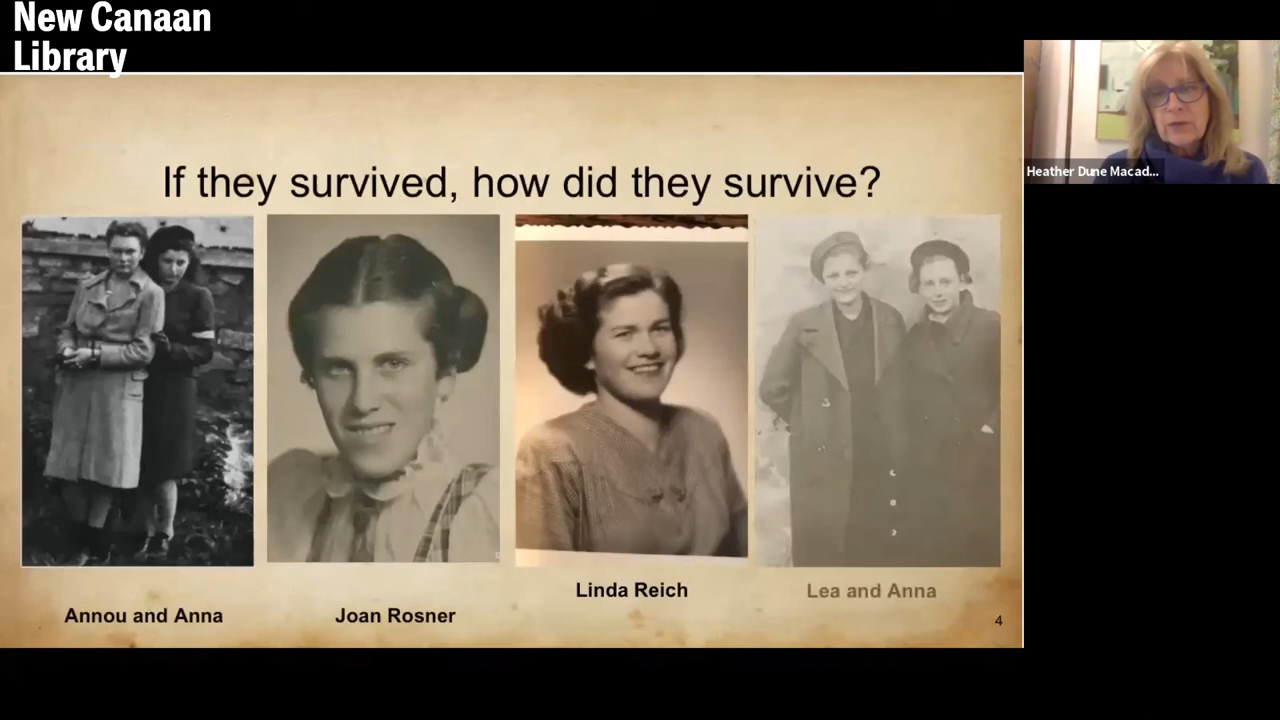 New Canaan
Library
Heather Dune Macad...
If they survived, how did they survive?
Linda Reich
Lea and Anna
Annou and Anna
Joan Rosner
4